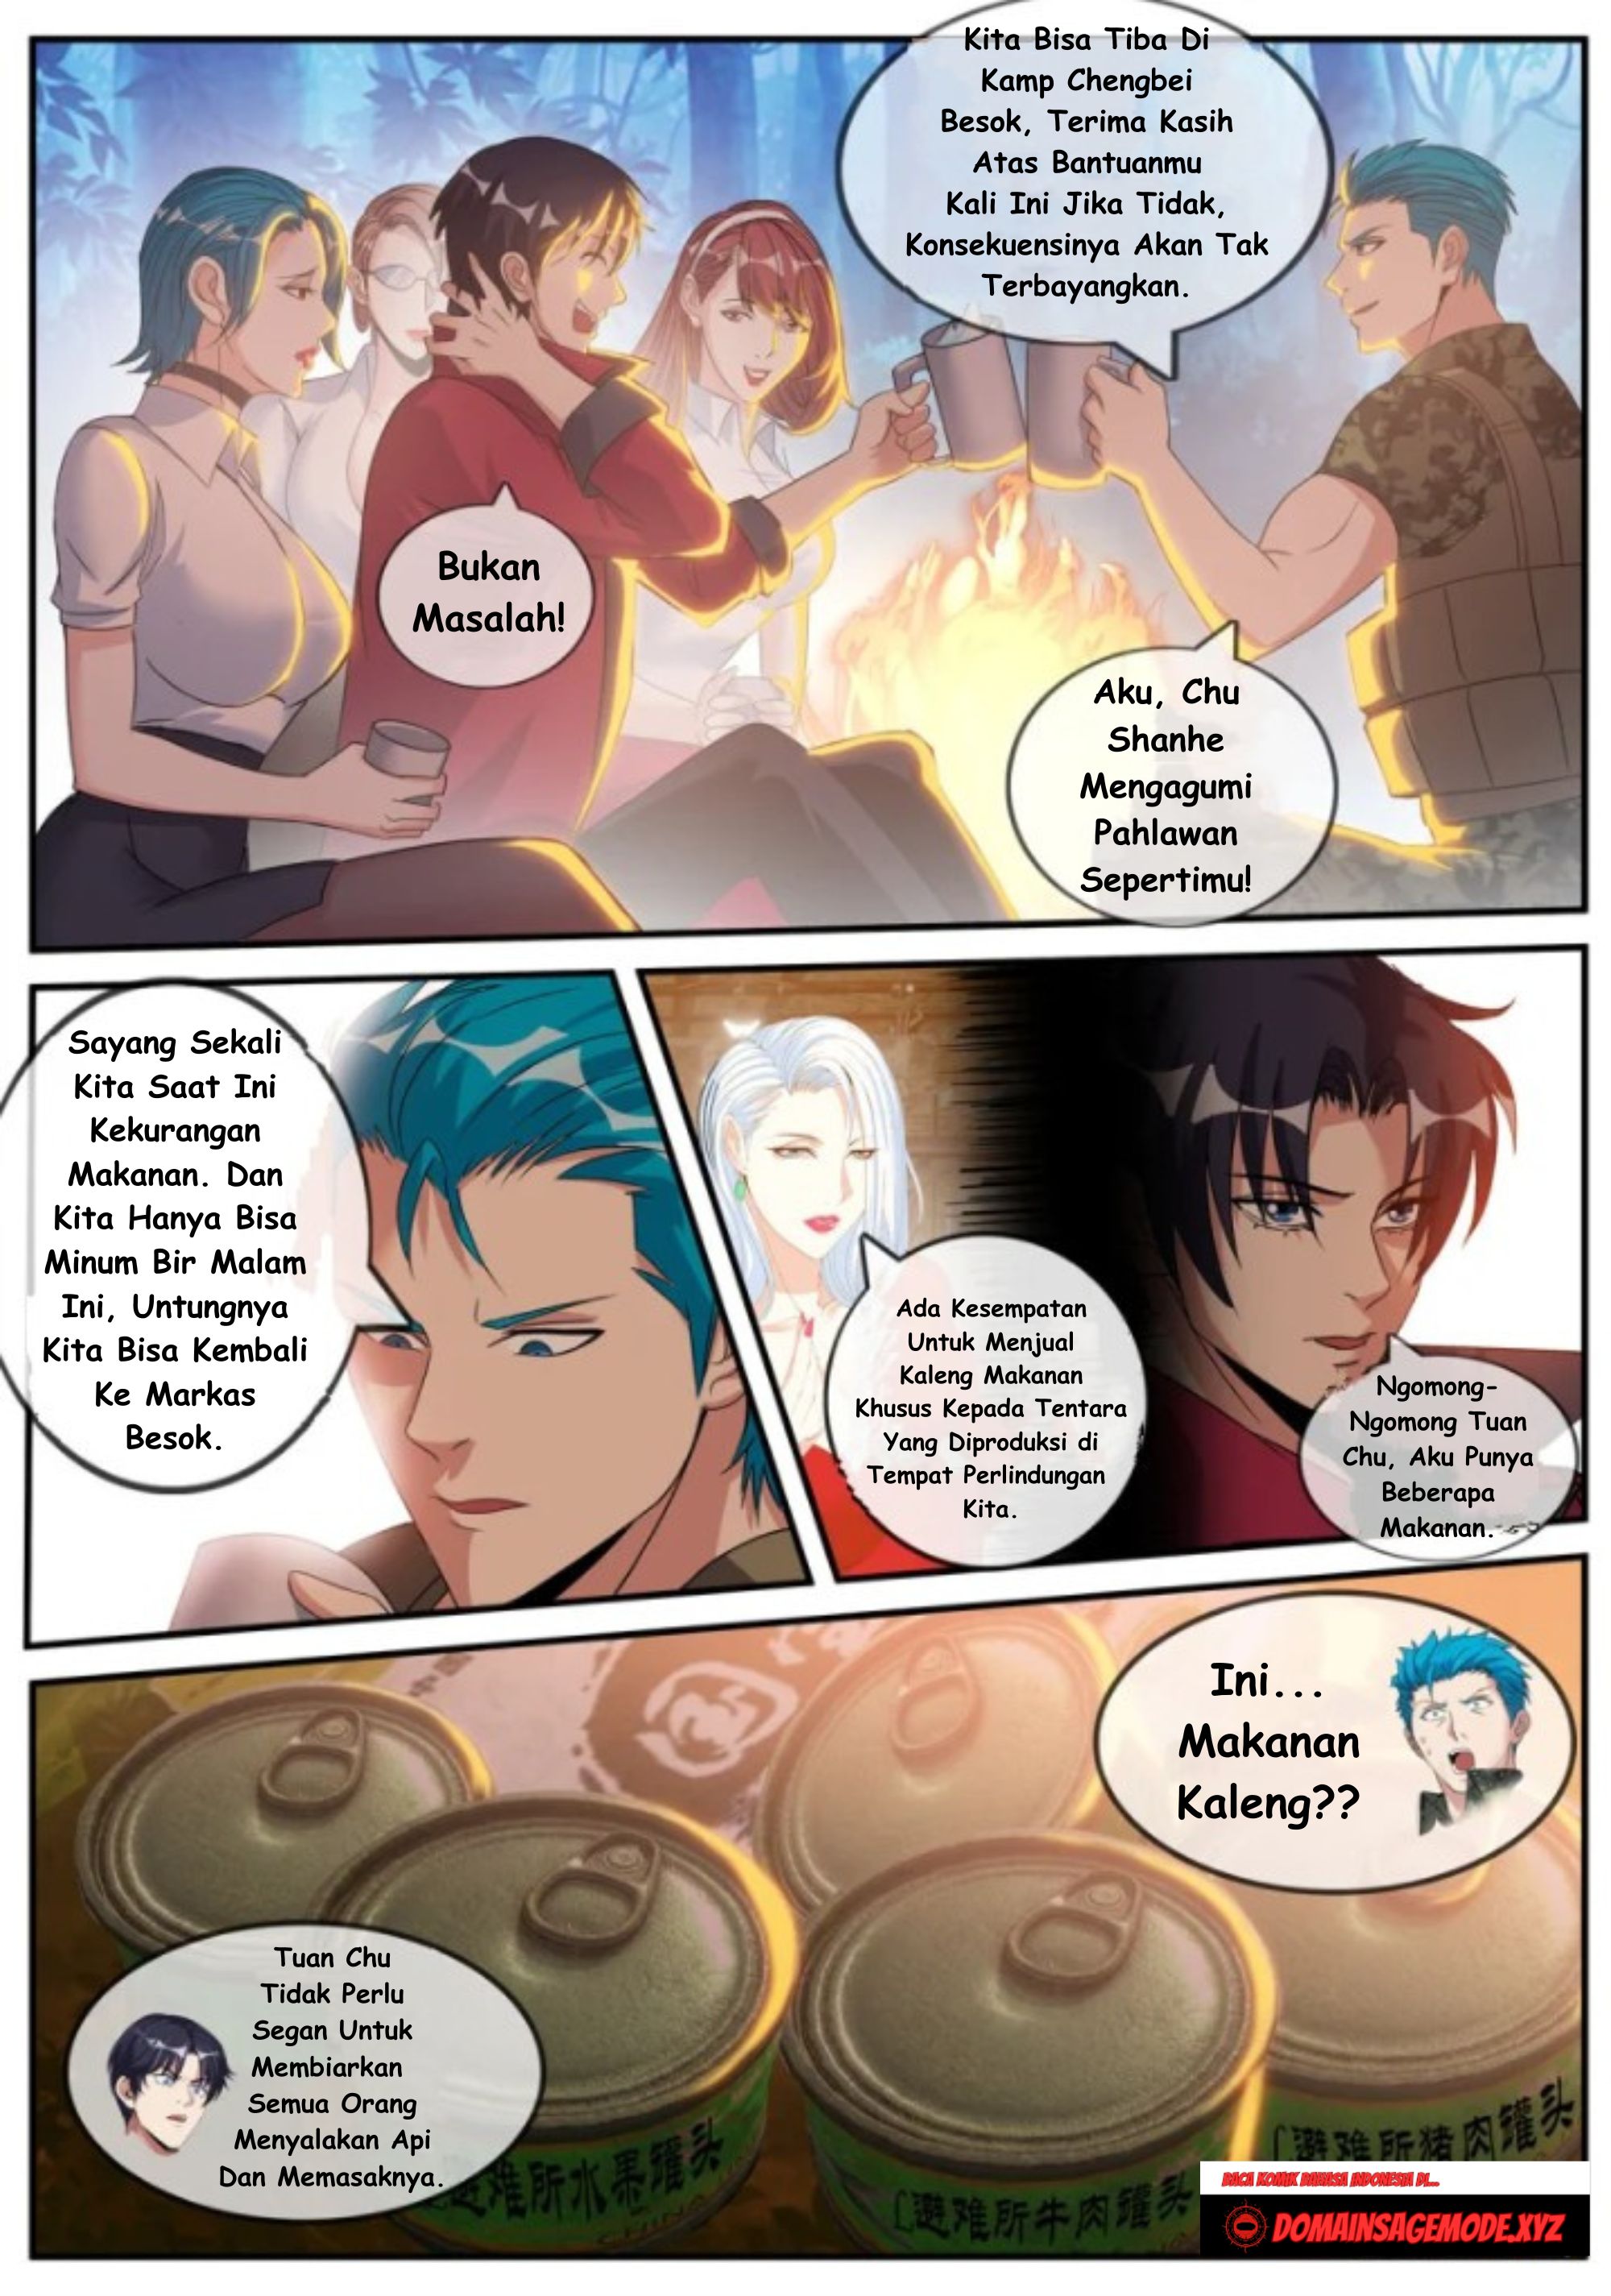 Kita Bisa Tiba Di
Kamp Chengbei
Besok, Terima Kasih
Atas Bantuanmu
Kali Ini Jika Tidak,
Konsekuensinya Akan Tak
Terbayangkan.
Bukan
Masalah!
Aku, Chu
Shanhe
Mengagumi
Pahlawan
Sepertimu!
Sayang Sekali
Kita Saat Ini
Kekurangan
Makanan. Dan
Kita Hanya Bisa
Minum Bir Malam
Ini, Untungnya
Kita Bisa Kembali
Ke Markas
Besok.
Ada Kesempatan
Untuk Menjual
Kaleng Makanan
Khusus Kepada Tentara
Yang Diproduksi di
Tempat Perlindungan
Kita.
Ngomong-
Ngomong Tuan
Chu, Aku Punya
Beberapa
Makanan.
Ini...
Makanan
Kaleng??
Tuan Chu
Tidak Perlu
Segan Untuk
Membiarkan
Semua Orang
Menyalakan Api
Dan Memasaknya.
避难所水果罐头
[避难所牛肉罐头
[避难所猪肉罐头
BACA KOMIK BAHASA INDONESIA DI...
DOMAINSAGEMODE.XYZ